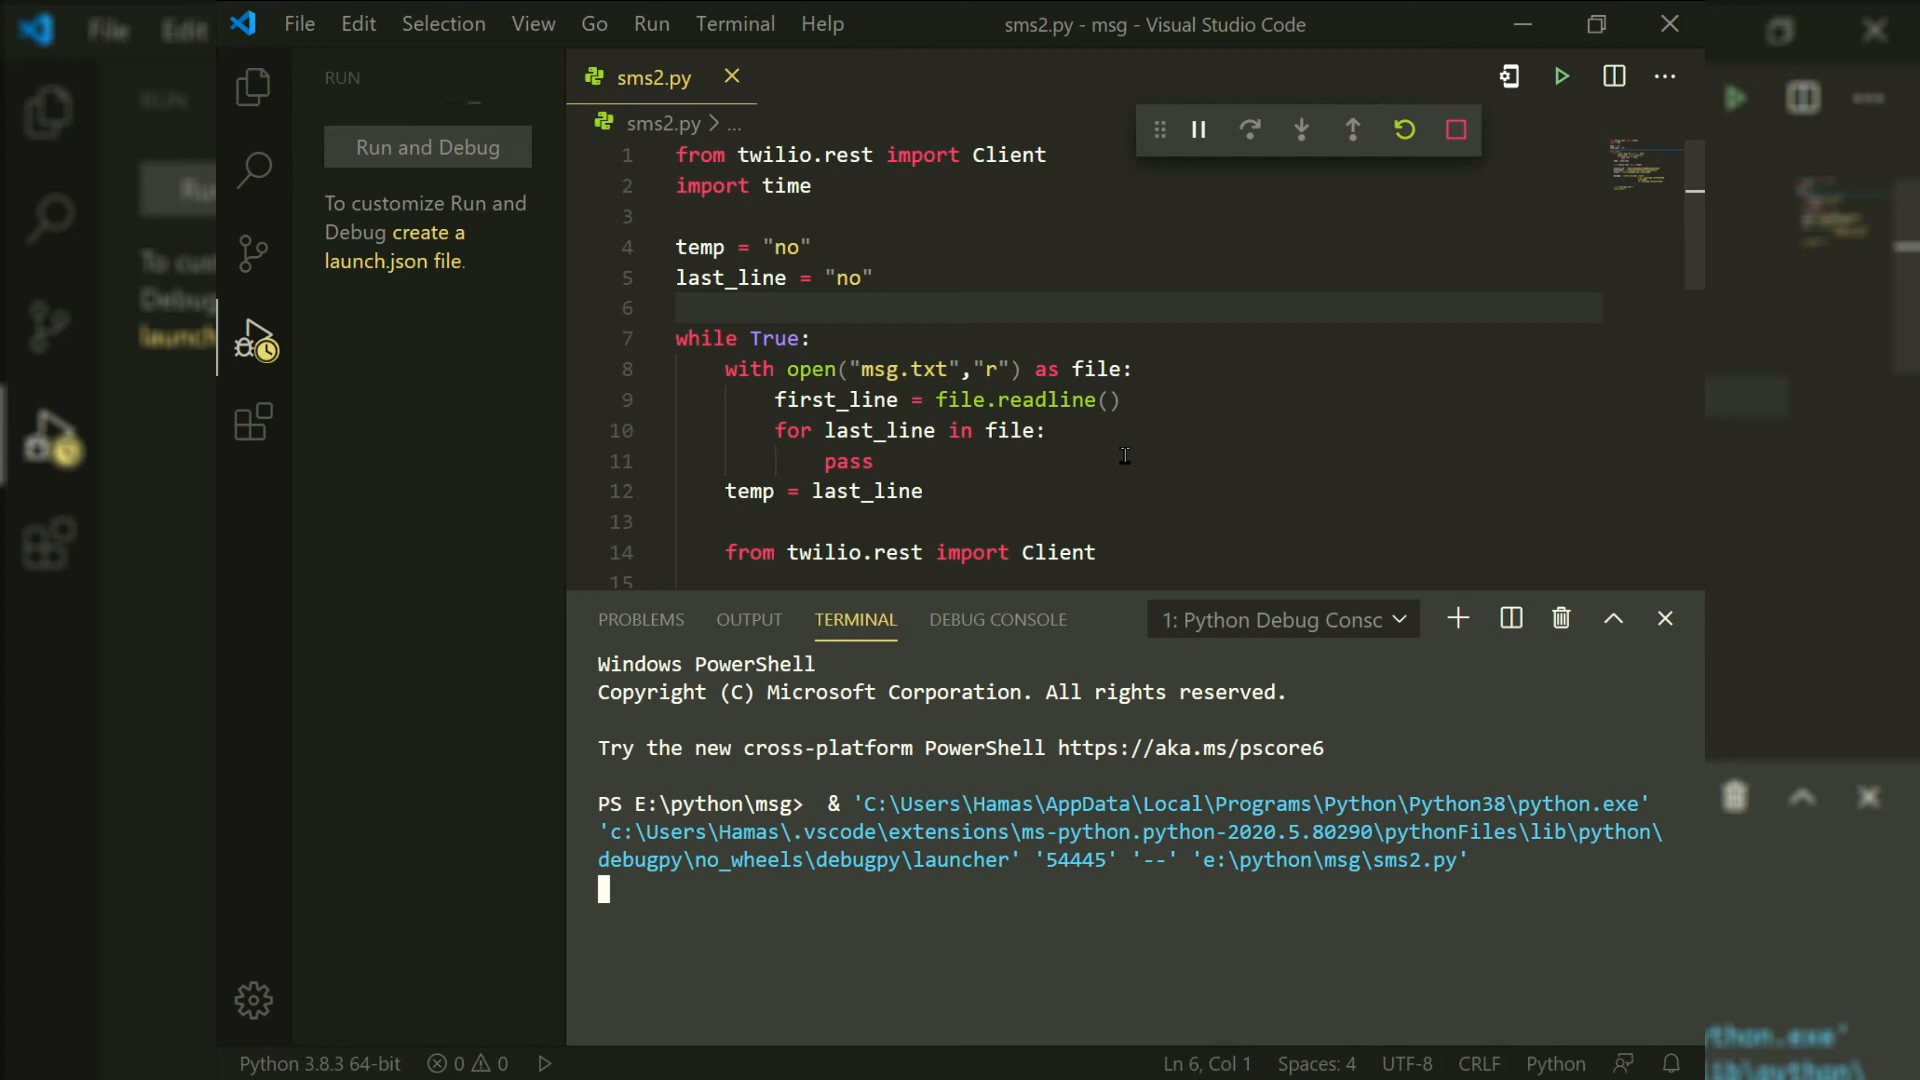 File Edit Selection View Go Run Terminal Help sms2.py - msg - Visual Studio Code
RUN
Run and Debug
To customize Run and
Debug create a
launch.json file.
sms2.py
sms2.py > ...
1 from twilio.rest import Client
2 import time
3
4 temp = "no"
5 last_line = "no"
6
7 while True:
8 with open("msg.txt","r") as file:
9 first_line = file.readline()
10 for last_line in file:
11 pass
12 temp = last_line
13
14 from twilio.rest import Client
15
PROBLEMS OUTPUT TERMINAL DEBUG CONSOLE 1: Python Debug Consc
Windows PowerShell
Copyright (C) Microsoft Corporation. All rights reserved.
Try the new cross-platform PowerShell https://aka.ms/pscore6
PS E:\python\msg>  & 'C:\Users\Hamas\AppData\Local\Programs\Python\Python38\python.exe'
'c:\Users\Hamas\.vscode\extensions\ms-python.python-2020.5.80290\pythonFiles\lib\python\
debugpy\no_wheels\debugpy\launcher' '54445' '--' 'e:\python\msg\sms2.py'
Python 3.8.3 64-bit 0 0 Ln 6, Col 1 Spaces: 4 UTF-8 CRLF Python